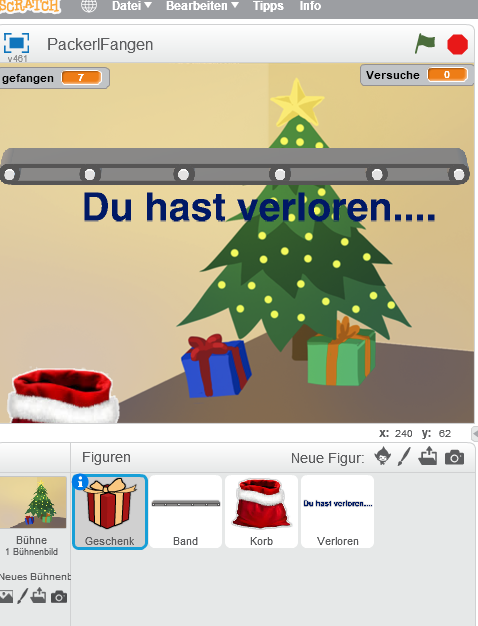 SCRATCH Datei Bearbeiten Tipps Info
v461
PackerlFangen
gefangen 7
Versuche 0
Du hast verloren....
x: 240 y: 62
Figuren
Neue Figur:
Bühne
1 Bühnenbild
Neues Bühnenb
i
Geschenk
Band
Korb
Du hast verloren....
Verloren